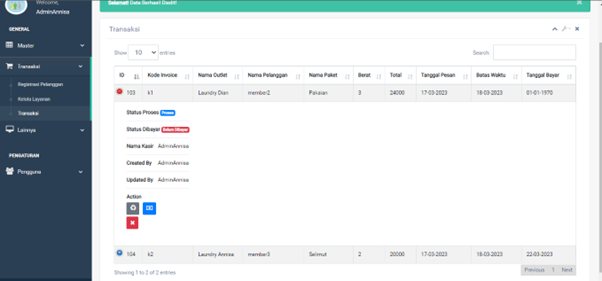 Welcome,
AdminAnnisa
Selamat! Data Berhasil Diedit!
GENERAL
Master
Transaksi
Registrasi Pelanggan
Kelola Layanan
Transaksi
Lainnya
PENGATURAN
Pengguna
Transaksi
Show 10 entries
Search:
ID Kode Invoice Nama Outlet Nama Pelanggan Nama Paket Berat Total Tanggal Pesan Batas Waktu Tanggal Bayar
103 k1 Laundry Dian member2 Pakaian 3 24000 17-03-2023 18-03-2023 01-01-1970
Status Proses Proses
Status Dibayar Belum Dibayar
Nama Kasir AdminAnnisa
Created By AdminAnnisa
Updated By AdminAnnisa
Action
104 k2 Laundry Annisa member3 Selimut 2 20000 17-03-2023 18-03-2023 22-03-2023
Showing 1 to 2 of 2 entries
Previous 1 Next